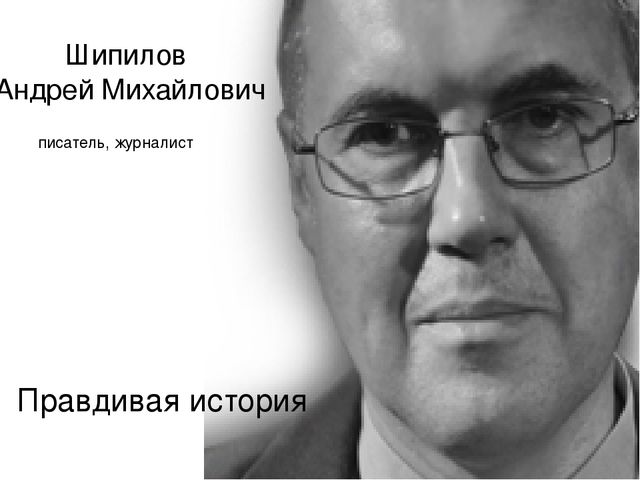 Шипилов
Андрей Михайлович
писатель, журналист
Правдивая история